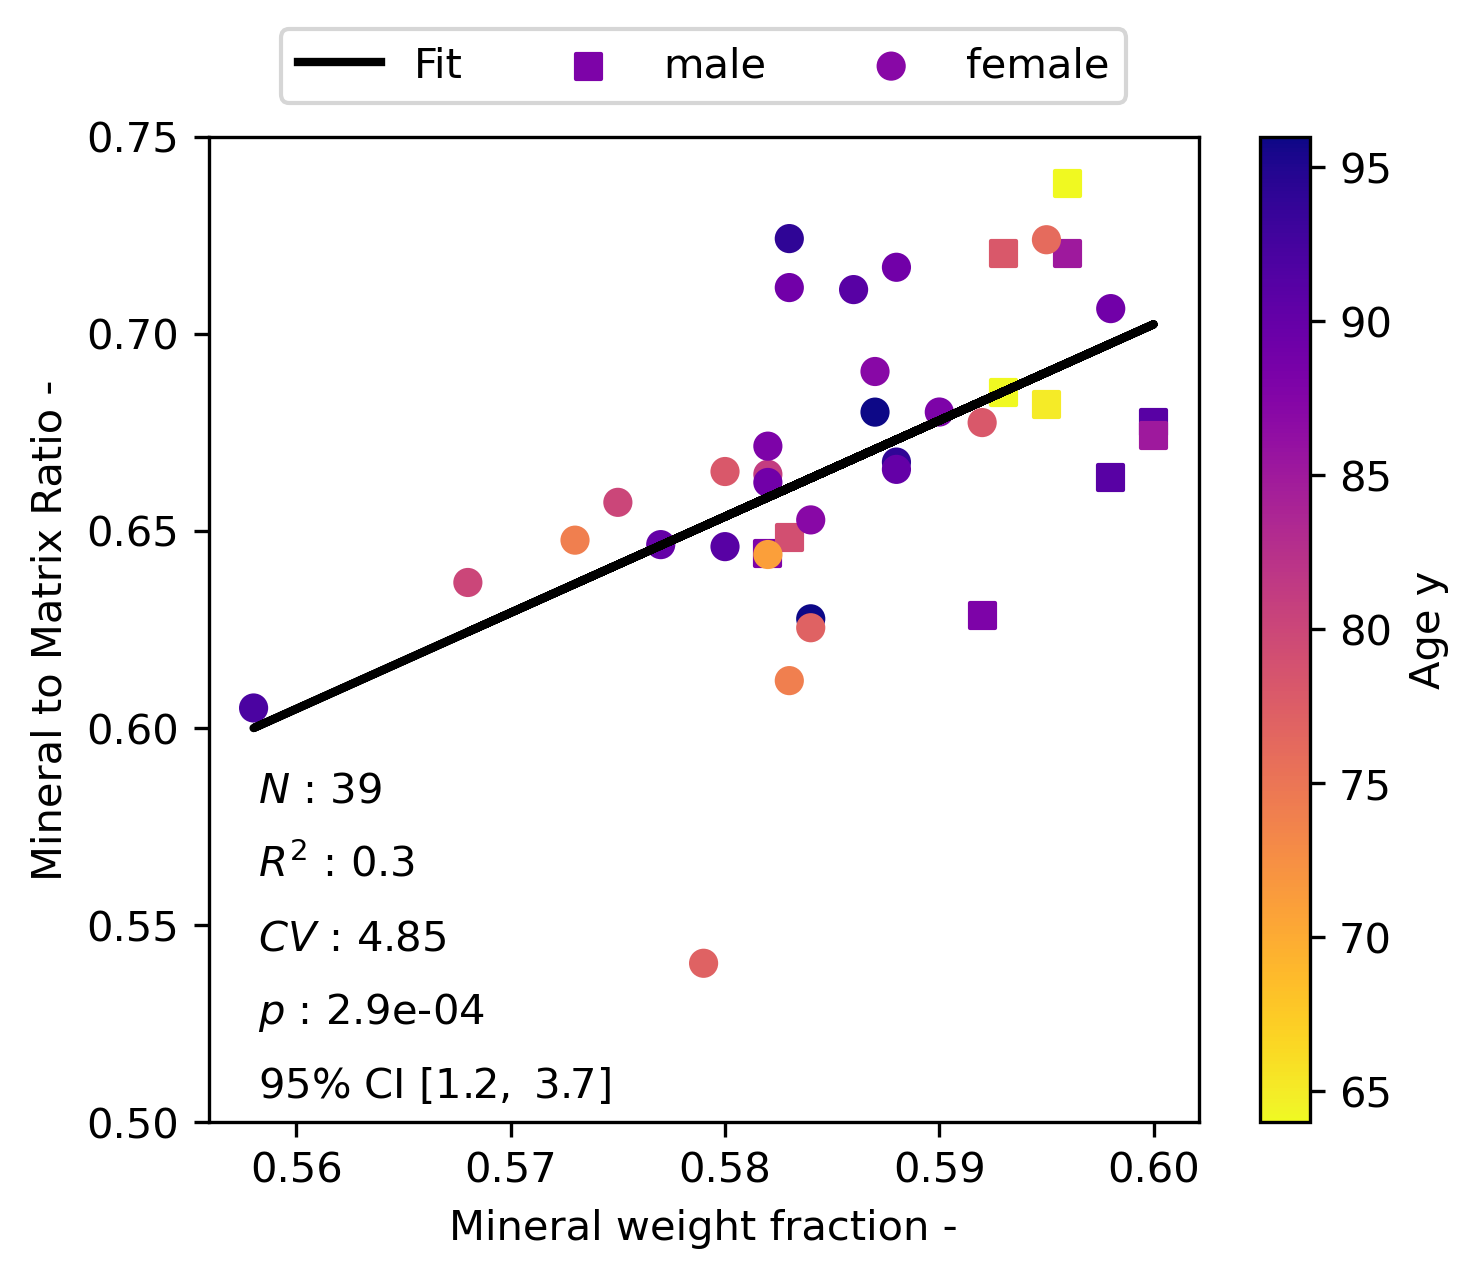 Fit male female
0.75
0.70
0.65
0.60
0.55
0.50
Mineral to Matrix Ratio -
N : 39
R² : 0.3
CV : 4.85
p : 2.9e-04
95% CI [1.2, 3.7]
0.56 0.57 0.58 0.59 0.60
Mineral weight fraction -
95
90
85
80
75
70
65
Age y